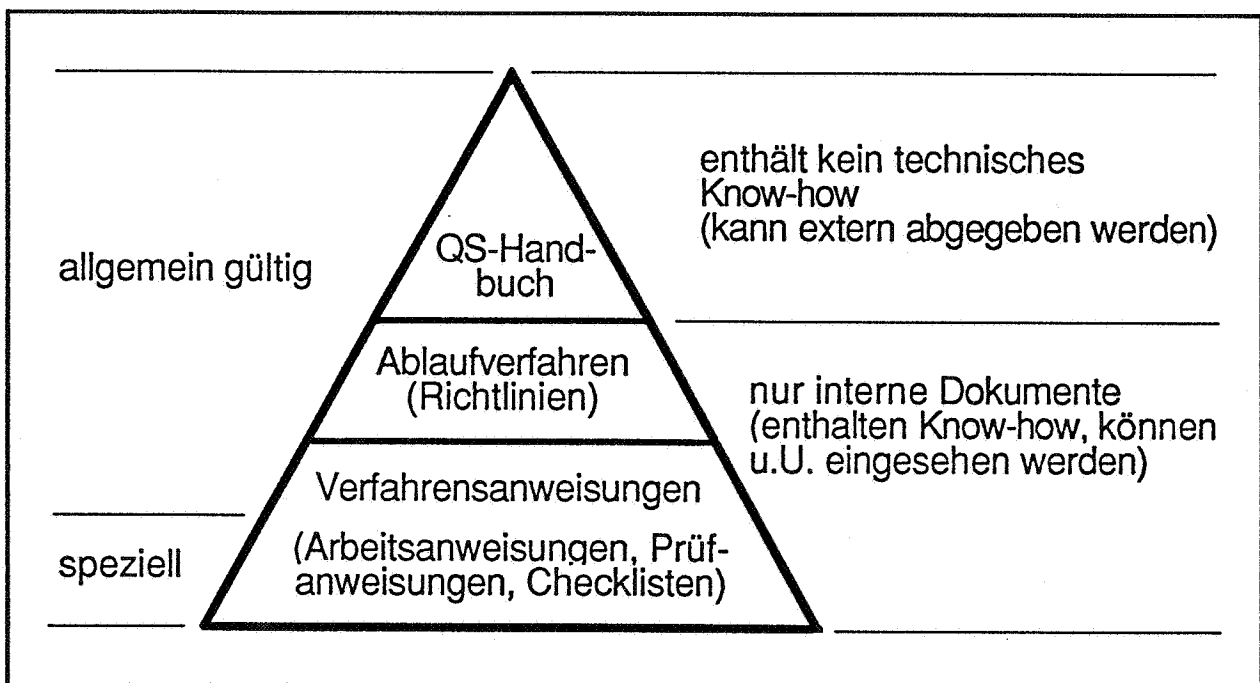 enthält kein technisches
Know-how
(kann extern abgegeben werden)
allgemein gültig
QS-Hand-
buch
Ablaufverfahren
(Richtlinien)
nur interne Dokumente
(enthalten Know-how, können
u.U. eingesehen werden)
Verfahrensanweisungen
speziell
(Arbeitsanweisungen, Prüf-
anweisungen, Checklisten)